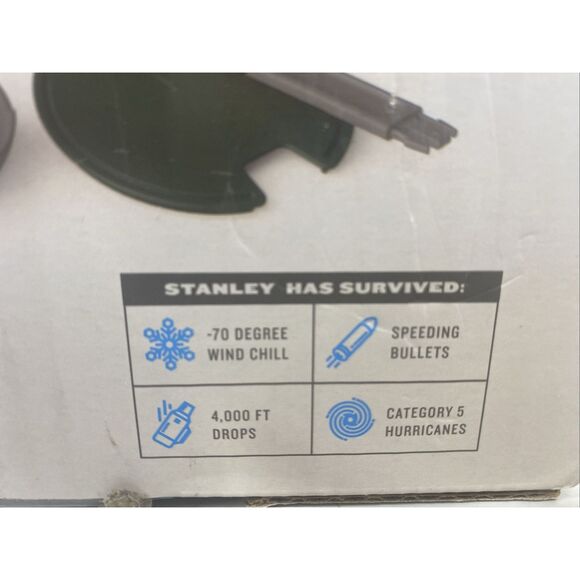 STANLEY HAS SURVIVED:
-70 DEGREE
WIND CHILL
SPEEDING
BULLETS
4,000 FT
DROPS
CATEGORY 5
HURRICANES